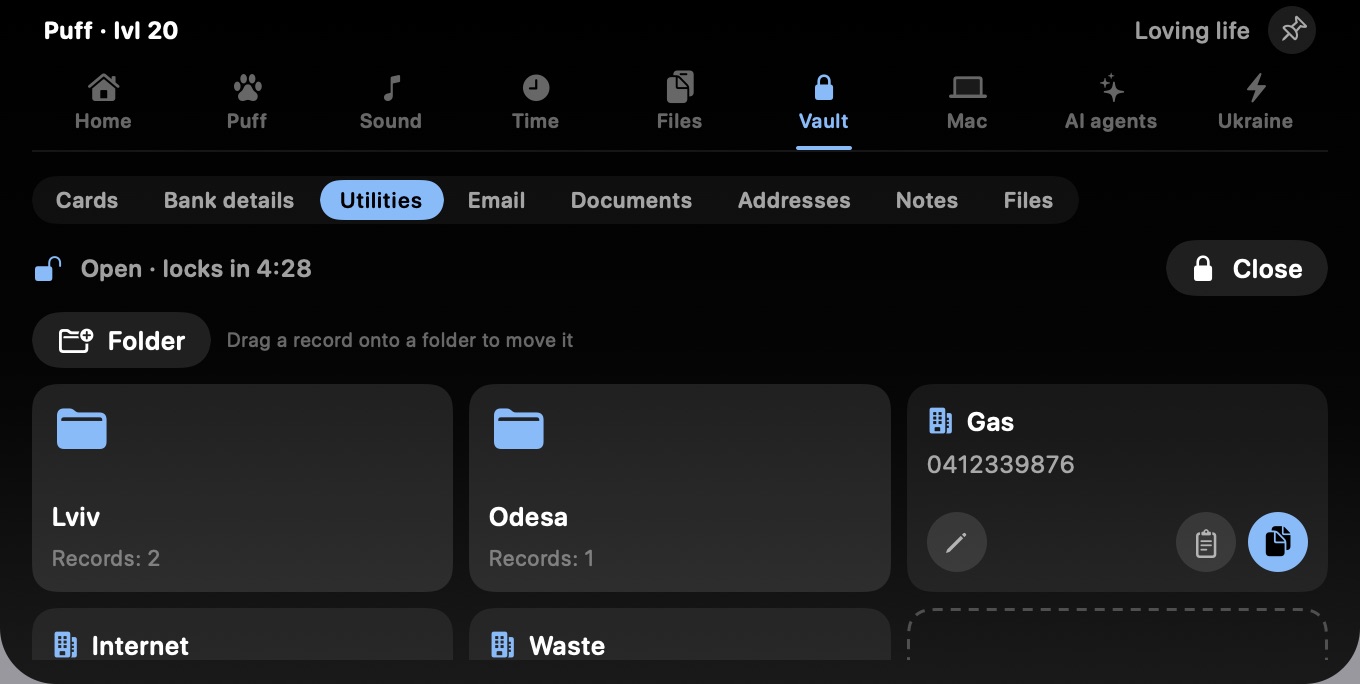 Puff · lvl 20
Loving life
Home
Puff
Sound
Time
Files
Vault
Mac
AI agents
Ukraine
Cards
Bank details
Utilities
Email
Documents
Addresses
Notes
Files
Open · locks in 4:28
Close
Folder
Drag a record onto a folder to move it
Lviv
Records: 2
Odesa
Records: 1
Gas
0412339876
Internet
Waste